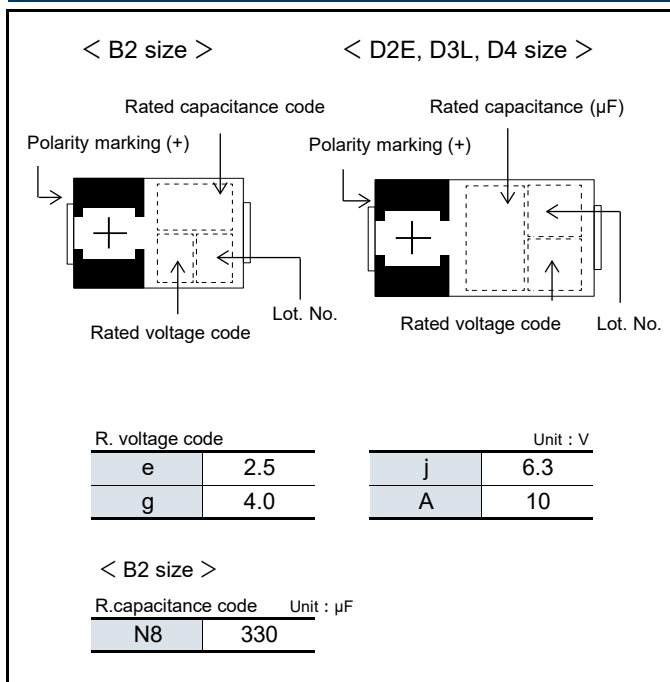 < B2 size >
Rated capacitance code
Polarity marking (+)
Rated voltage code
Lot. No.
< D2E, D3L, D4 size >
Rated capacitance (µF)
Polarity marking (+)
Rated voltage code
Lot. No.
R. voltage code
Unit : V
e 2.5 j 6.3
g 4.0 A 10
< B2 size >
R.capacitance code Unit : µF
N8 330